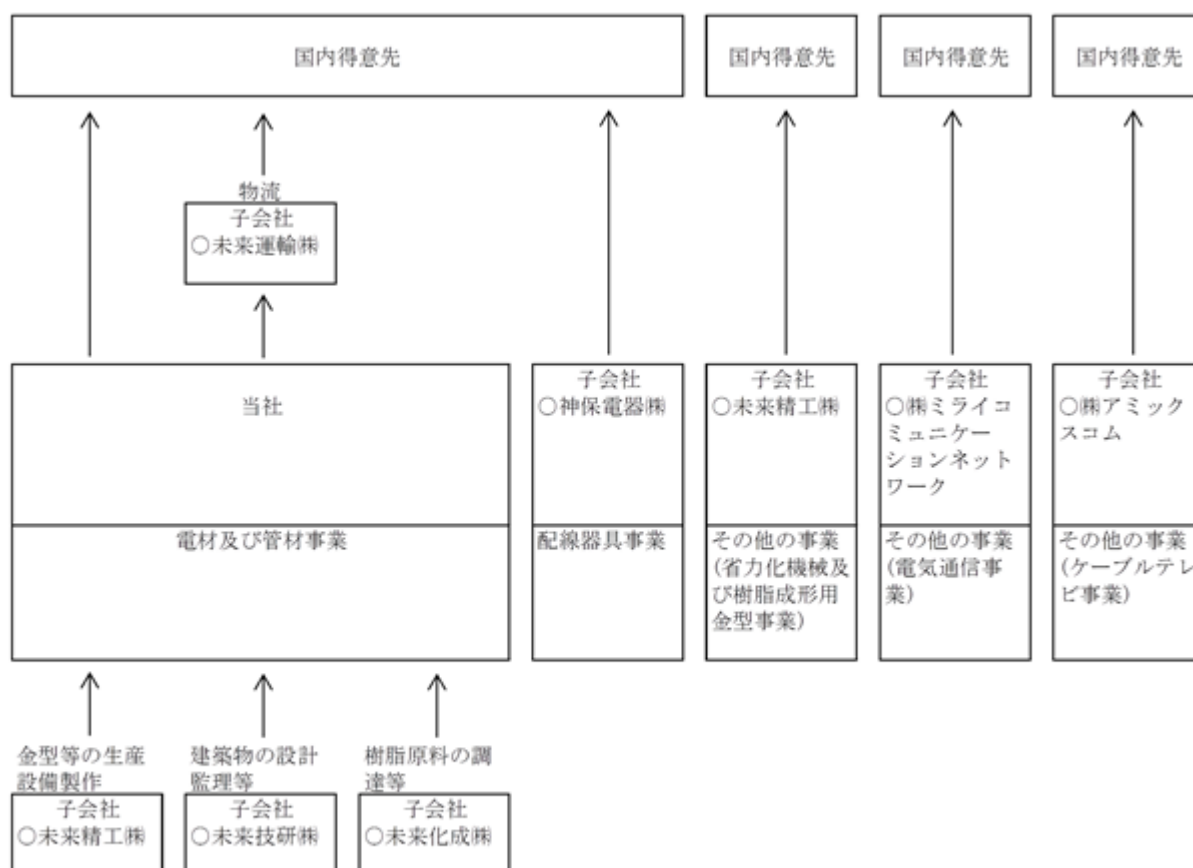 国内得意先
国内得意先
国内得意先
国内得意先
物流
子会社
○未来運輸㈱
当社
電材及び管材事業
子会社
○神保電器㈱
配線器具事業
子会社
○未来精工㈱
その他の事業
(省力化機械及
び樹脂成形用
金型事業)
子会社
○㈱ミライコ
ミュニケー
ションネット
ワーク
その他の事業
(電気通信事
業)
子会社
○㈱アミック
スコム
その他の事業
(ケーブルテレ
ビ事業)
金型等の生産
設備製作
子会社
○未来精工㈱
建築物の設計
監理等
子会社
○未来技研㈱
樹脂原料の調
達等
子会社
○未来化成㈱